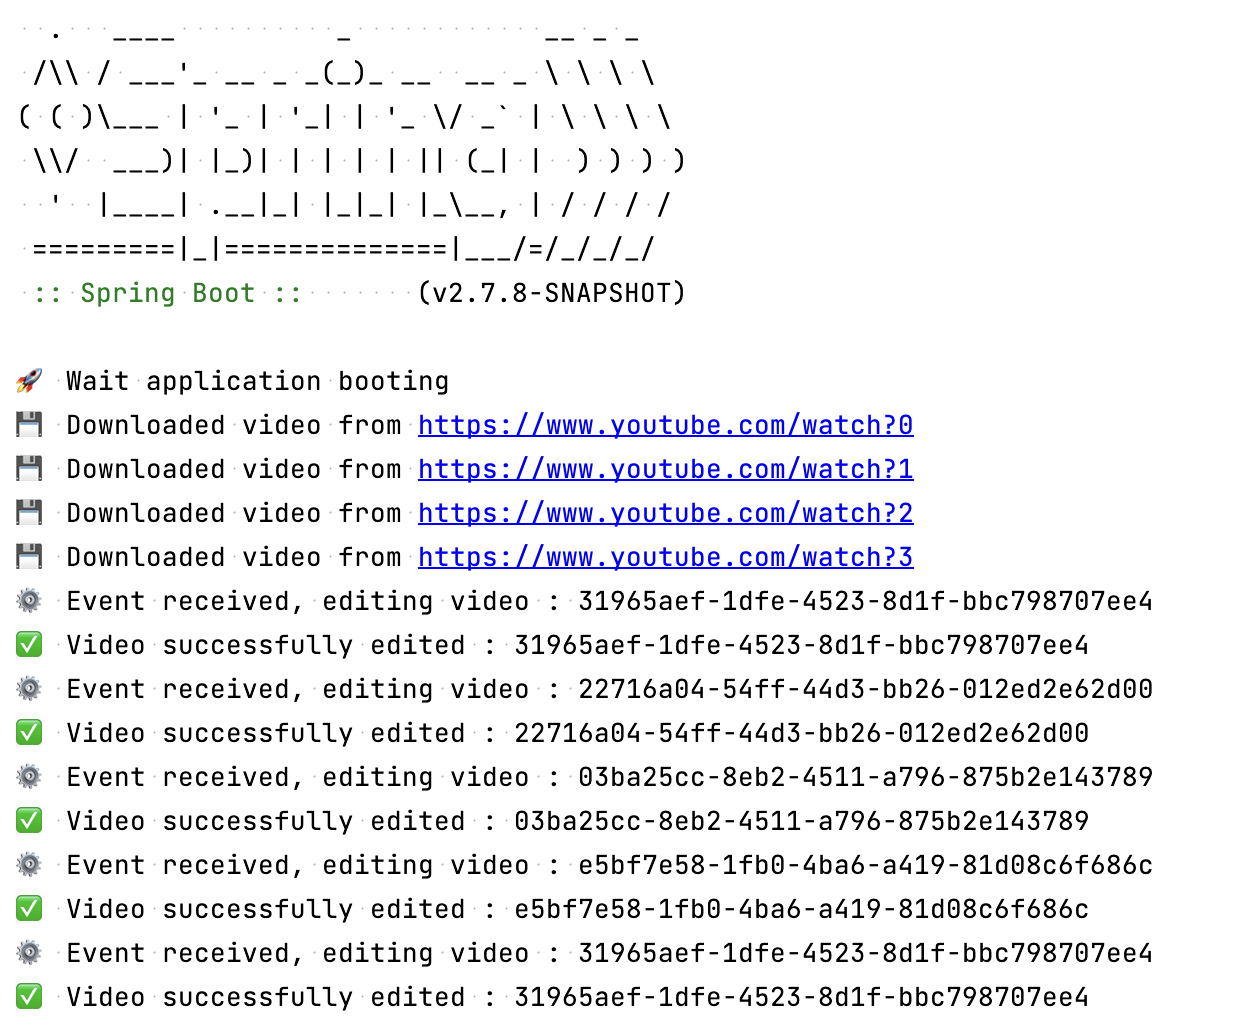 .   ____          _            __ _ _
 /\\ / ___'_ __ _ _(_)_ __  __ _ \ \ \ \
( ( )\___ | '_ | '_| | '_ \/ _` | \ \ \ \
 \\/  ___)| |_)| | | | | || (_| |  ) ) ) )
  '  |____| .__|_| |_|_| |_\__, | / / / /
 =========|_|==============|___/=/_/_/_/
 :: Spring Boot ::       (v2.7.8-SNAPSHOT)
🚀 Wait application booting
💾 Downloaded video from https://www.youtube.com/watch?0
💾 Downloaded video from https://www.youtube.com/watch?1
💾 Downloaded video from https://www.youtube.com/watch?2
💾 Downloaded video from https://www.youtube.com/watch?3
⚙️ Event received, editing video : 31965aef-1dfe-4523-8d1f-bbc798707ee4
✅ Video successfully edited : 31965aef-1dfe-4523-8d1f-bbc798707ee4
⚙️ Event received, editing video : 22716a04-54ff-44d3-bb26-012ed2e62d00
✅ Video successfully edited : 22716a04-54ff-44d3-bb26-012ed2e62d00
⚙️ Event received, editing video : 03ba25cc-8eb2-4511-a796-875b2e143789
✅ Video successfully edited : 03ba25cc-8eb2-4511-a796-875b2e143789
⚙️ Event received, editing video : e5bf7e58-1fb0-4ba6-a419-81d08c6f686c
✅ Video successfully edited : e5bf7e58-1fb0-4ba6-a419-81d08c6f686c
⚙️ Event received, editing video : 31965aef-1dfe-4523-8d1f-bbc798707ee4
✅ Video successfully edited : 31965aef-1dfe-4523-8d1f-bbc798707ee4